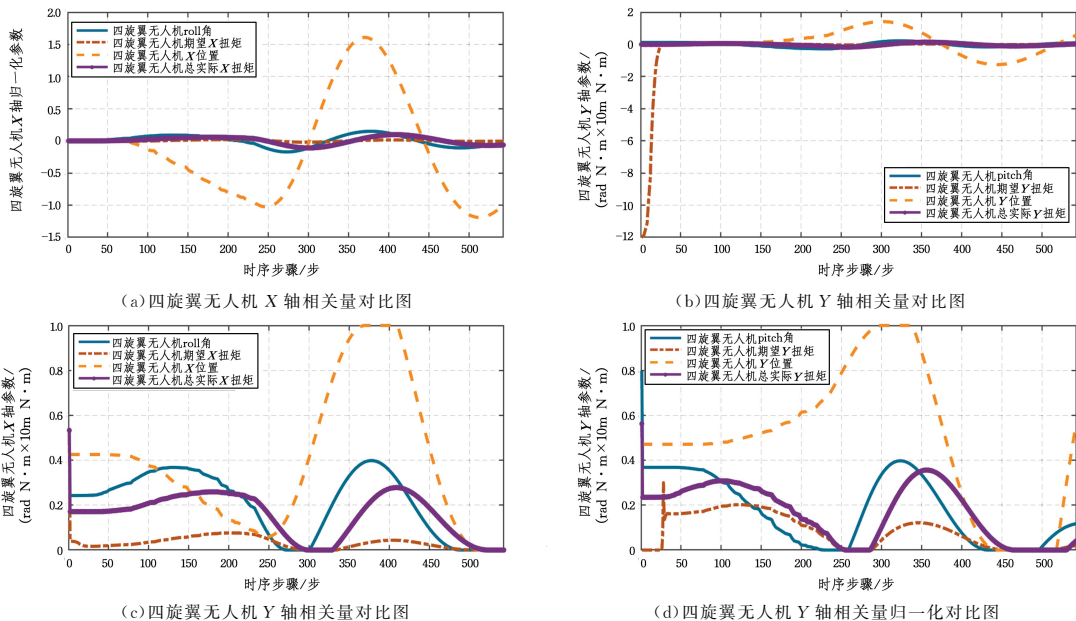 四旋翼无人机X轴归一化参数
2.0
1.5
1.0
0.5
0
−0.5
−1.0
−1.5
四旋翼无人机roll角
四旋翼无人机期望X扭矩
四旋翼无人机X位置
四旋翼无人机总实际X扭矩
0 50 100 150 200 250 300 350 400 450 500
时序步骤/步
(a)四旋翼无人机 X 轴相关量对比图
四旋翼无人机Y轴参数/
(rad N·m×10m N·m)
2
0
−2
−4
−6
−8
−10
−12
四旋翼无人机pitch角
四旋翼无人机期望Y扭矩
四旋翼无人机Y位置
四旋翼无人机总实际Y扭矩
0 50 100 150 200 250 300 350 400 450 500
时序步骤/步
(b)四旋翼无人机 Y 轴相关量对比图
四旋翼无人机X轴参数/
(rad N·m×10m N·m)
1.0
0.8
0.6
0.4
0.2
0
四旋翼无人机roll角
四旋翼无人机期望X扭矩
四旋翼无人机X位置
四旋翼无人机总实际X扭矩
0 50 100 150 200 250 300 350 400 450 500
时序步骤/步
(c)四旋翼无人机 Y 轴相关量对比图
四旋翼无人机Y轴参数/
(rad N·m×10m N·m)
1.0
0.8
0.6
0.4
0.2
0
四旋翼无人机pitch角
四旋翼无人机期望Y扭矩
四旋翼无人机Y位置
四旋翼无人机总实际Y扭矩
0 50 100 150 200 250 300 350 400 450 500
时序步骤/步
(d)四旋翼无人机 Y 轴相关量归一化对比图